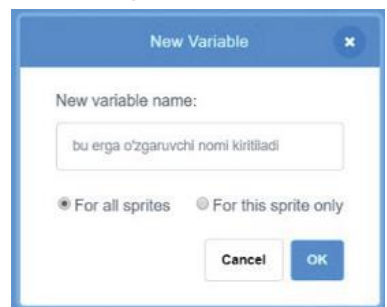 New Variable
New variable name:
bu erga o'zgaruvchi nomi kiritiladi
For all sprites For this sprite only
Cancel OK